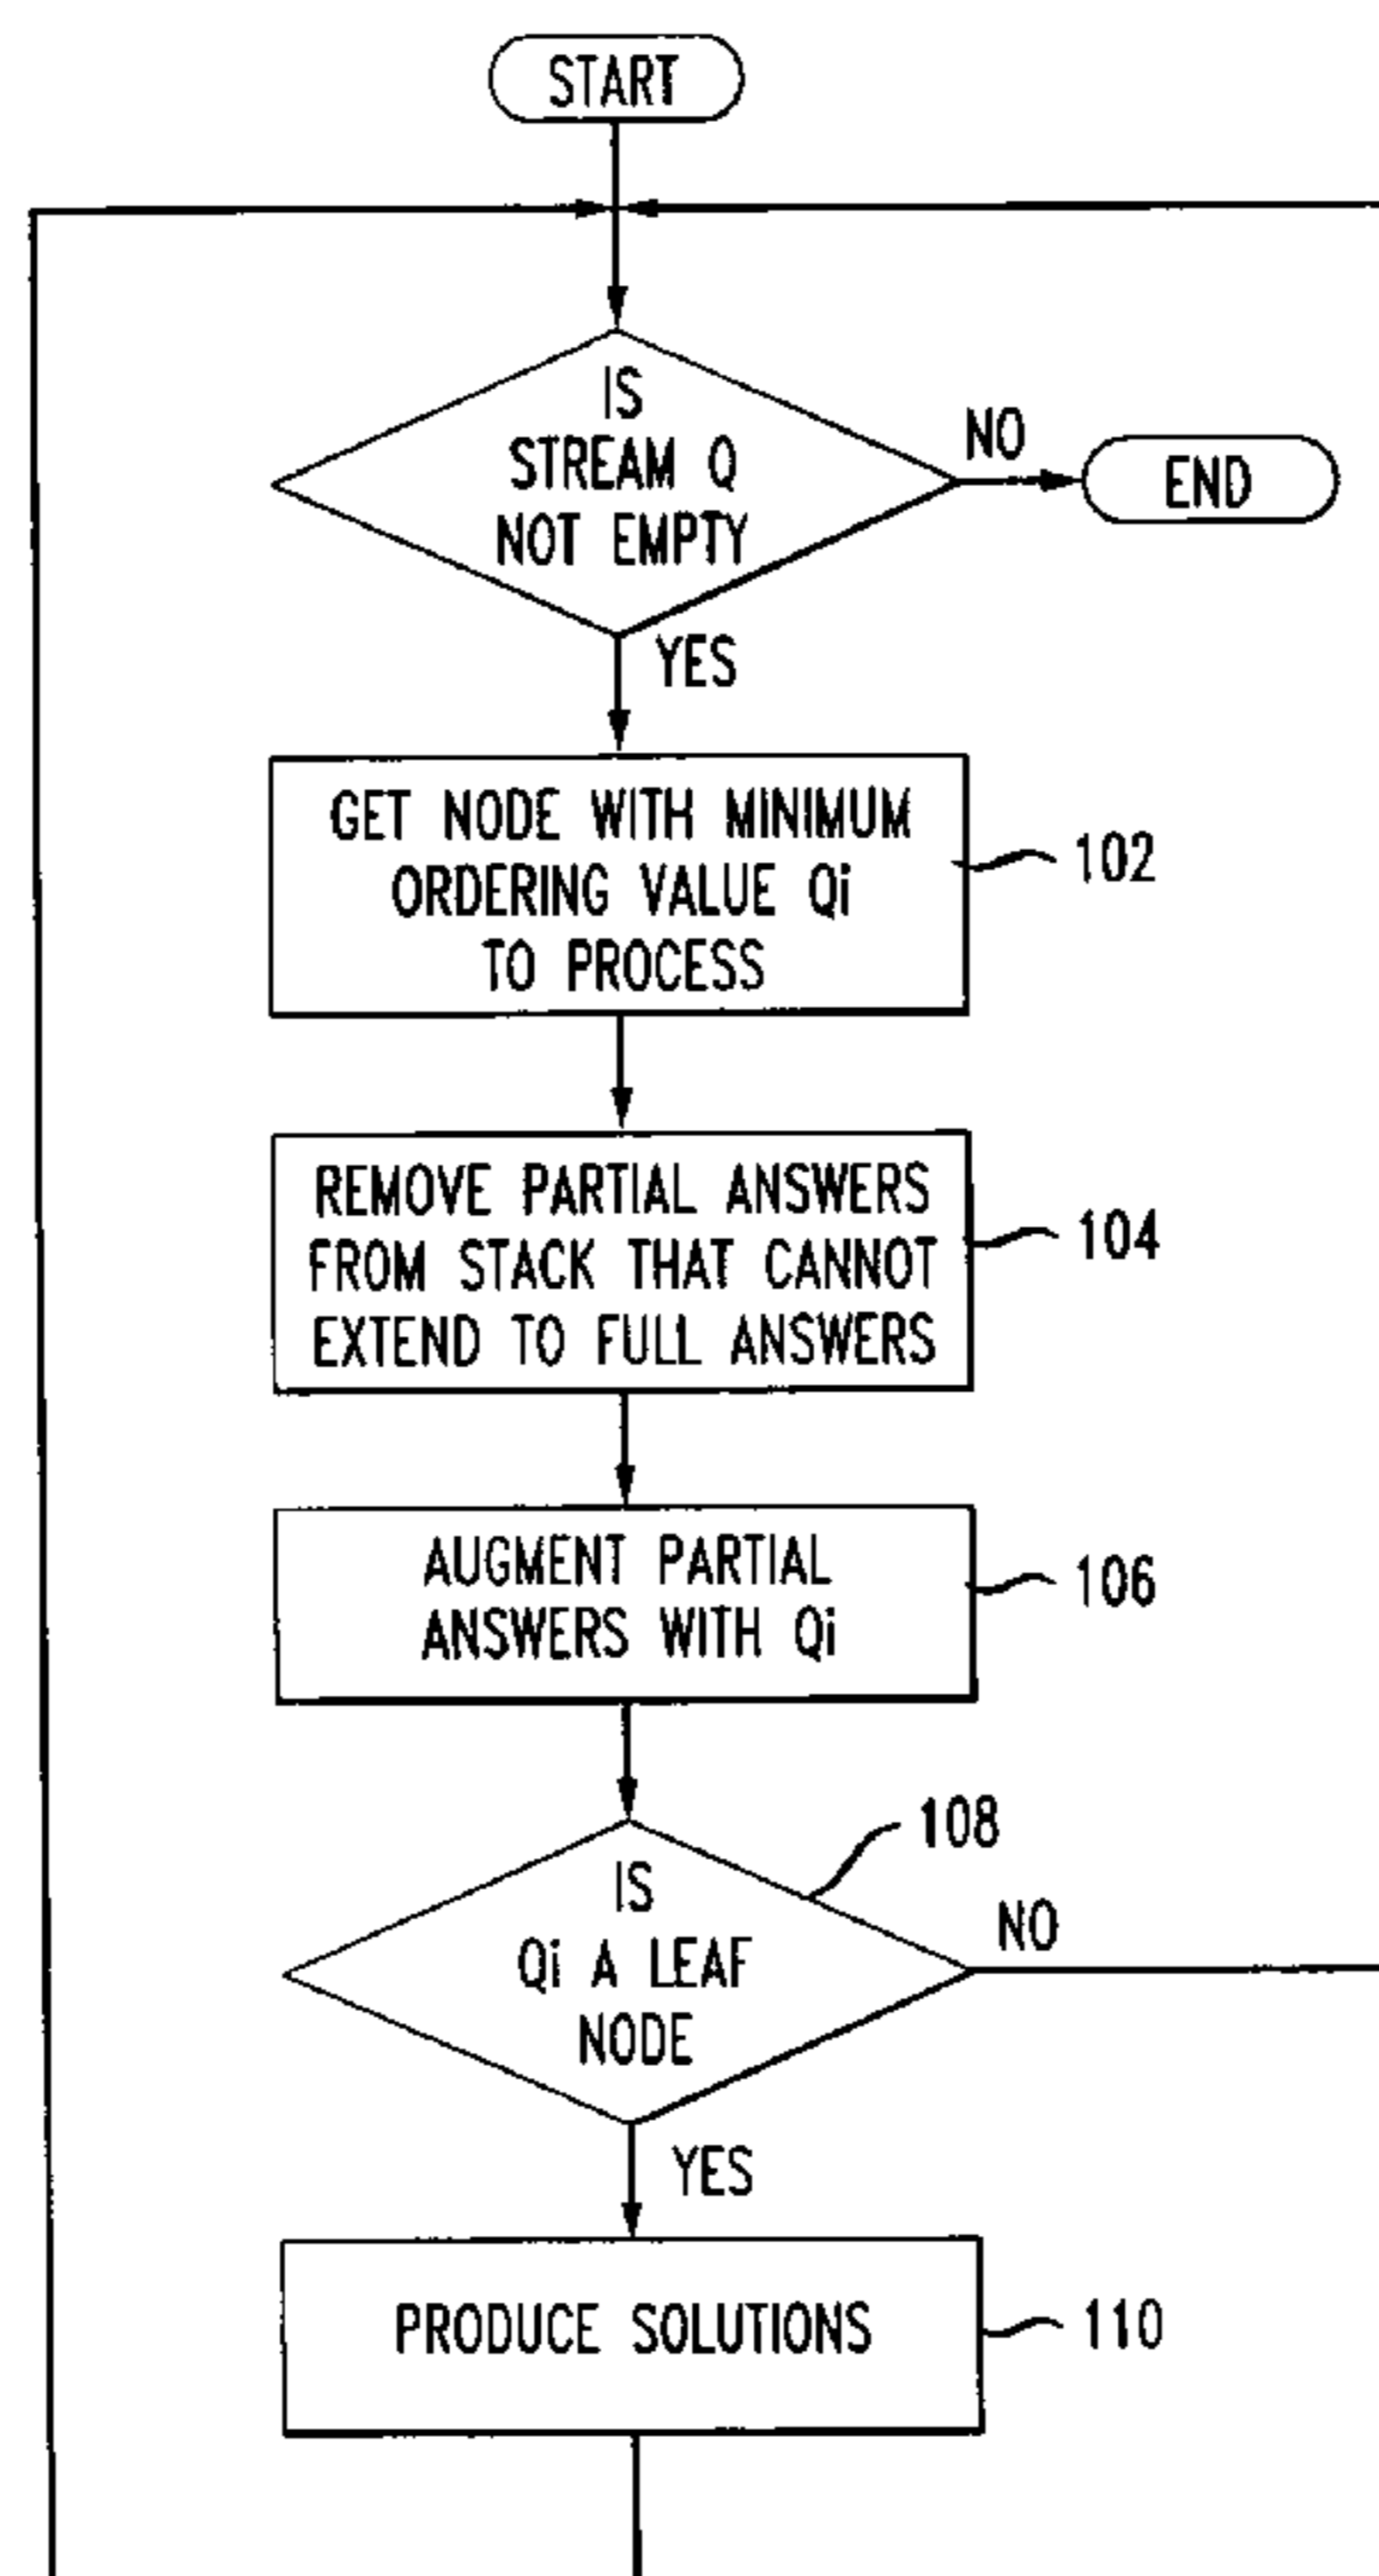 START
IS
STREAM Q
NOT EMPTY
NO
END
YES
GET NODE WITH MINIMUM
ORDERING VALUE Qi
TO PROCESS
102
REMOVE PARTIAL ANSWERS
FROM STACK THAT CANNOT
EXTEND TO FULL ANSWERS
104
AUGMENT PARTIAL
ANSWERS WITH Qi
106
108
IS
Qi A LEAF
NODE
NO
YES
PRODUCE SOLUTIONS
110